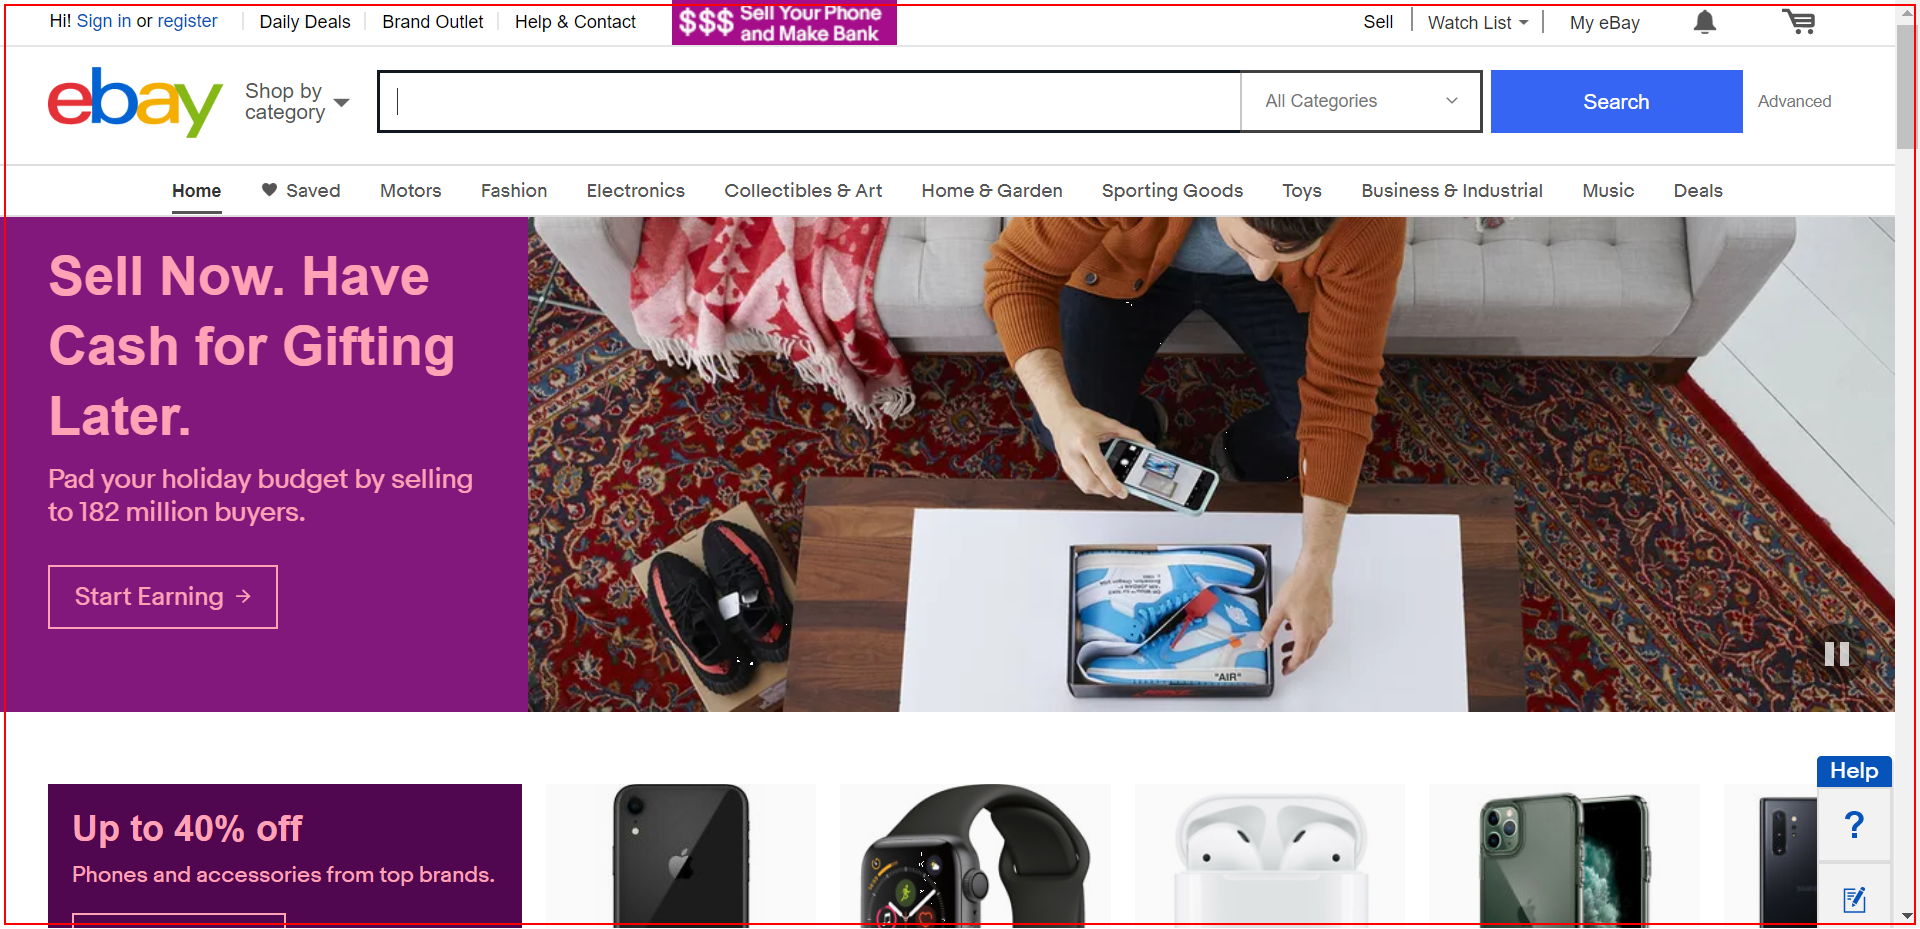 Hi! Sign in or register
Daily Deals
Brand Outlet
Help & Contact
$$$ Sell Your Phone
and Make Bank
Sell
Watch List
My eBay
ebay
Shop by
category
All Categories
Search
Advanced
Home
Saved
Motors
Fashion
Electronics
Collectibles & Art
Home & Garden
Sporting Goods
Toys
Business & Industrial
Music
Deals
Sell Now. Have
Cash for Gifting
Later.
Pad your holiday budget by selling
to 182 million buyers.
Start Earning →
"AIR"
Help
?
Up to 40% off
Phones and accessories from top brands.